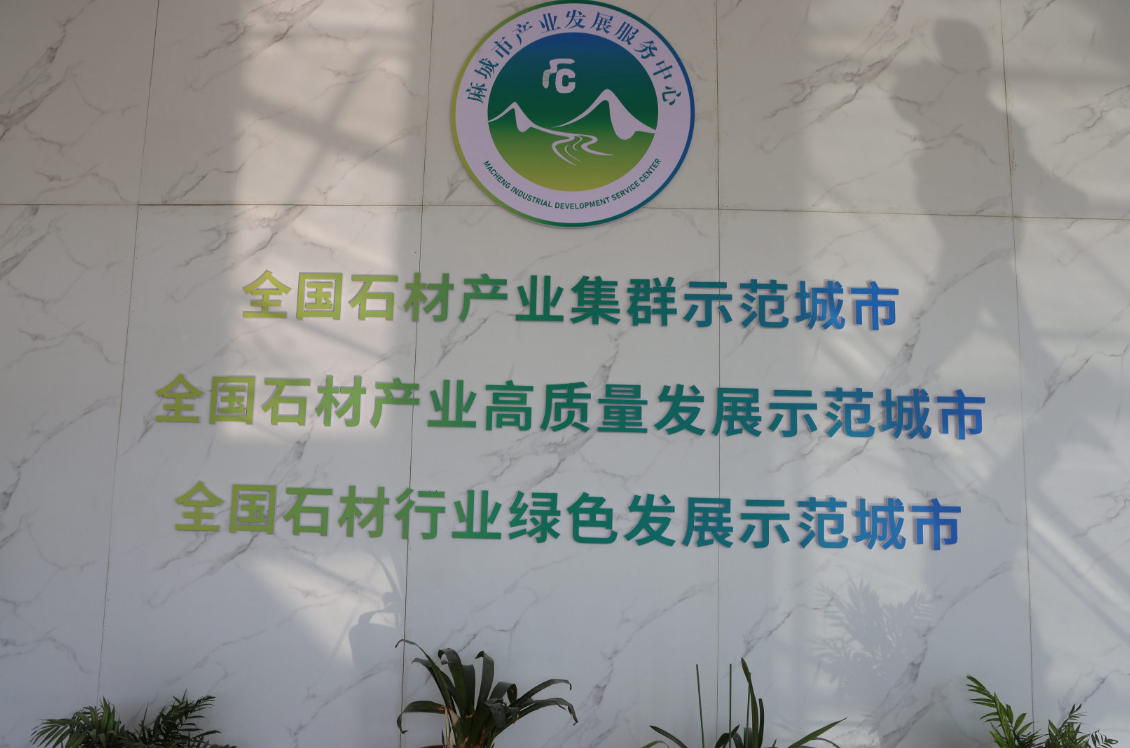 麻城市产业发展服务中心
MACHENG INDUSTRIAL DEVELOPMENT SERVICE CENTER
全国石材产业集群示范城市
全国石材产业高质量发展示范城市
全国石材行业绿色发展示范城市